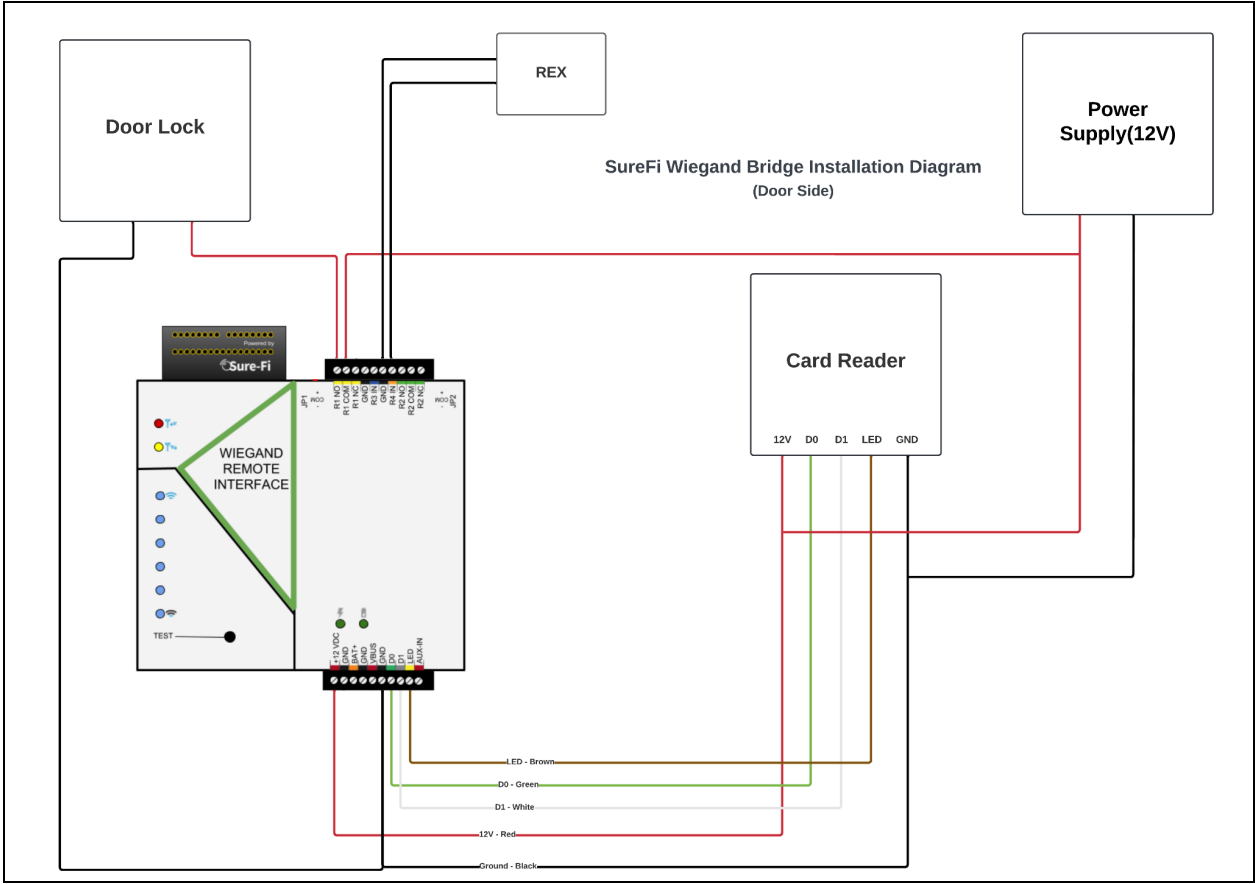 REX
Door Lock
Power
Supply(12V)
SureFi Wiegand Bridge Installation Diagram
(Door Side)
Card Reader
12V D0 D1 LED GND
Powered by
Sure-Fi
JP1
+
COM
-
R1 NO
R1 COM
R1 NC
GND
R3 IN
GND
R4 IN
R2 NO
R2 COM
R2 NC
+
COM
-
JP2
WIEGAND
REMOTE
INTERFACE
TEST
+12 VDC
GND
BAT+
GND
VBUS
GND
D0
D1
LED
AUX-IN
LED - Brown
D0 - Green
D1 - White
12V - Red
Ground - Black